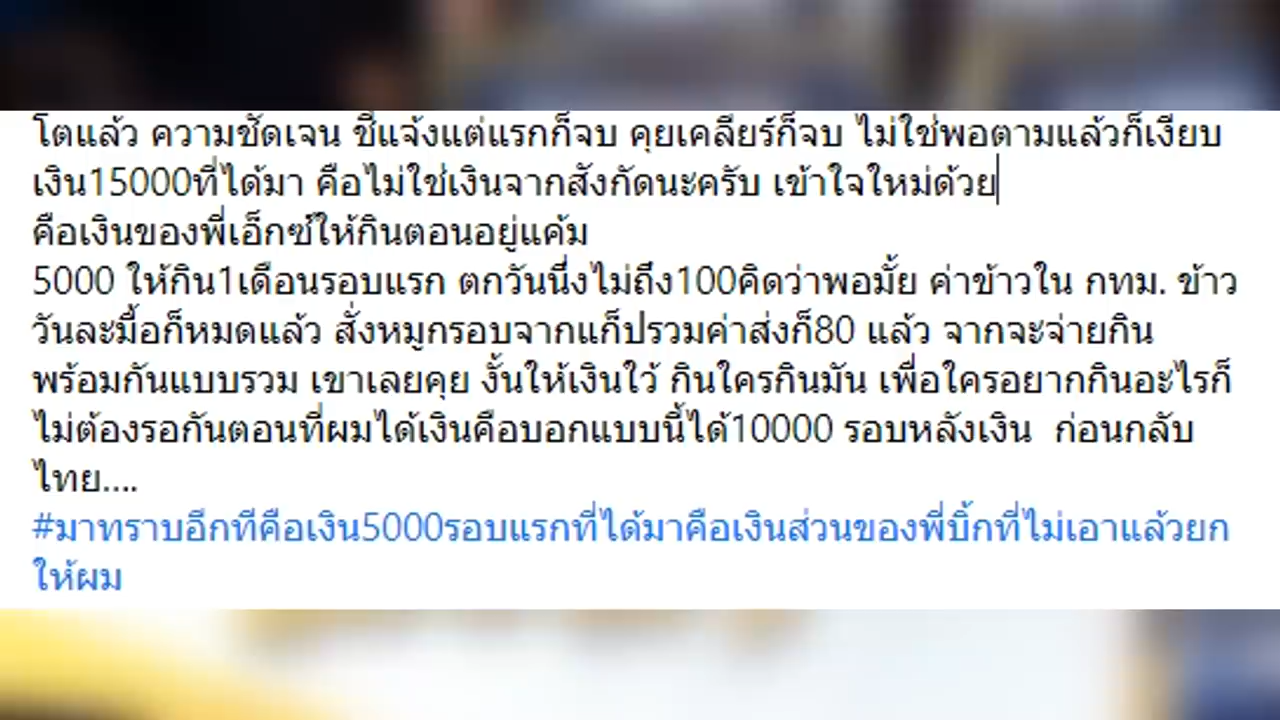 โตแล้ว ความชัดเจน ชี้แจ้งแต่แรกก็จบ คุยเคลียร์ก็จบ ไม่ใช่พอตามแล้วก็เงียบ
เงิน15000ที่ได้มา คือไม่ใช่เงินจากสังกัดนะครับ เข้าใจใหม่ด้วย
คือเงินของพี่เอ็กซ์ให้กินตอนอยู่แค้ม
5000 ให้กิน1เดือนรอบแรก ตกวันนึ่งไม่ถึง100คิดว่าพอมั้ย ค่าข้าวใน กทม. ข้าว
วันละมื้อก็หมดแล้ว สั่งหมูกรอบจากแก็ปรวมค่าส่งก็80 แล้ว จากจะจ่ายกิน
พร้อมกันแบบรวม เขาเลยคุย งั้นให้เงินใว้ กินใครกินมัน เพื่อใครอยากกินอะไรก็
ไม่ต้องรอกันตอนที่ผมได้เงินคือบอกแบบนี้ได้10000 รอบหลังเงิน ก่อนกลับ
ไทย....
#มาทราบอีกทีคือเงิน5000รอบแรกที่ได้มาคือเงินส่วนของพี่บิ้กที่ไม่เอาแล้วยก
ให้ผม